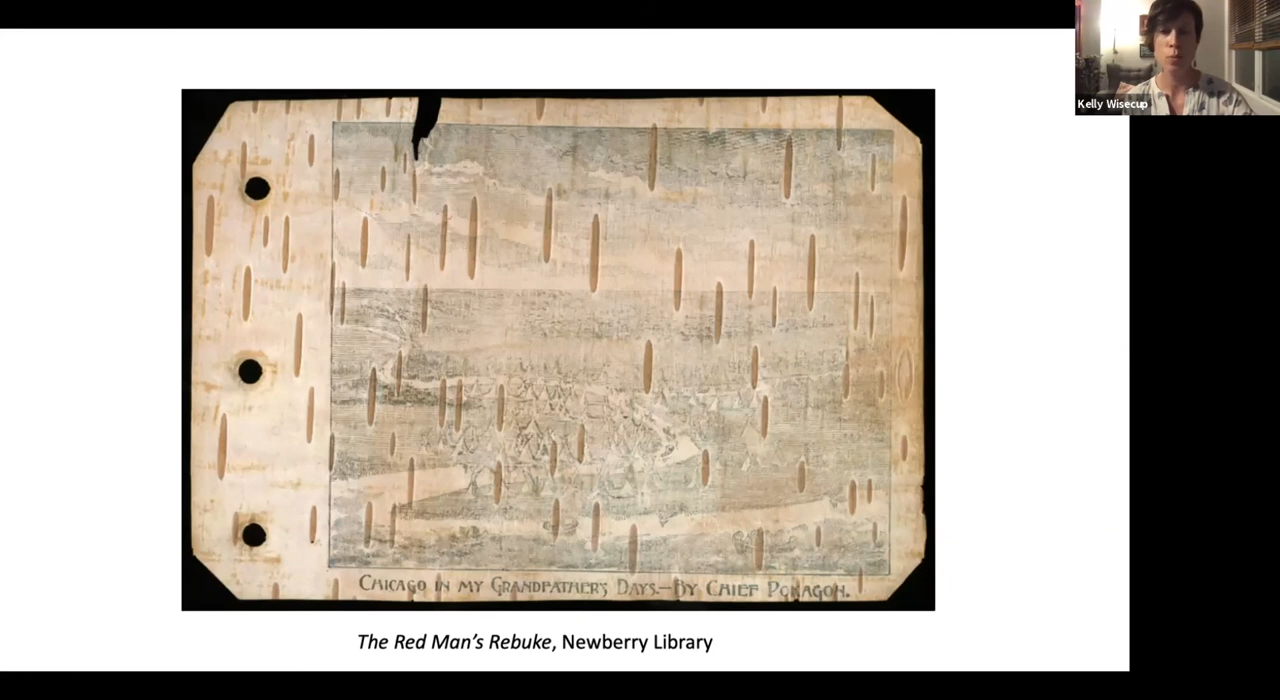 Kelly Wisecup
CHICAGO IN MY GRANDFATHER'S DAYS.—BY CHIEF POKAGON.
The Red Man's Rebuke, Newberry Library